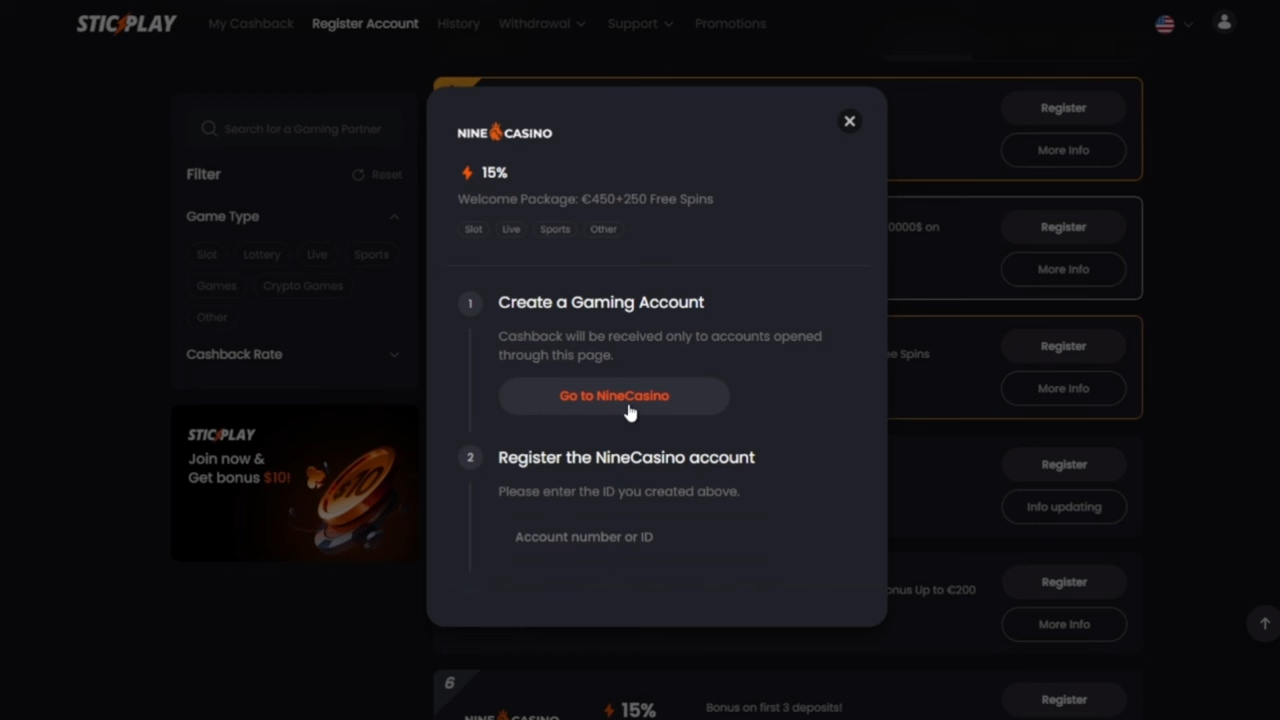 STICPLAY
My Cashback
Register Account
History
Withdrawal
Support
Promotions
Search for a Gaming Partner
Filter
Reset
Game Type
Slot
Lottery
Live
Sports
Games
Crypto Games
Other
Cashback Rate
STICPLAY
Join now &
Get bonus $10!
$10
NINE CASINO
15%
Welcome Package: €450+250 Free Spins
Slot
Live
Sports
Other
1
Create a Gaming Account
Cashback will be received only to accounts opened
through this page.
Go to NineCasino
2
Register the NineCasino account
Please enter the ID you created above.
Account number or ID
Register
More Info
0000$ on
Register
More Info
e Spins
Register
More Info
Register
Info updating
onus Up to €200
Register
More Info
6
NINE CASINO
15%
Bonus on first 3 deposits!
Register